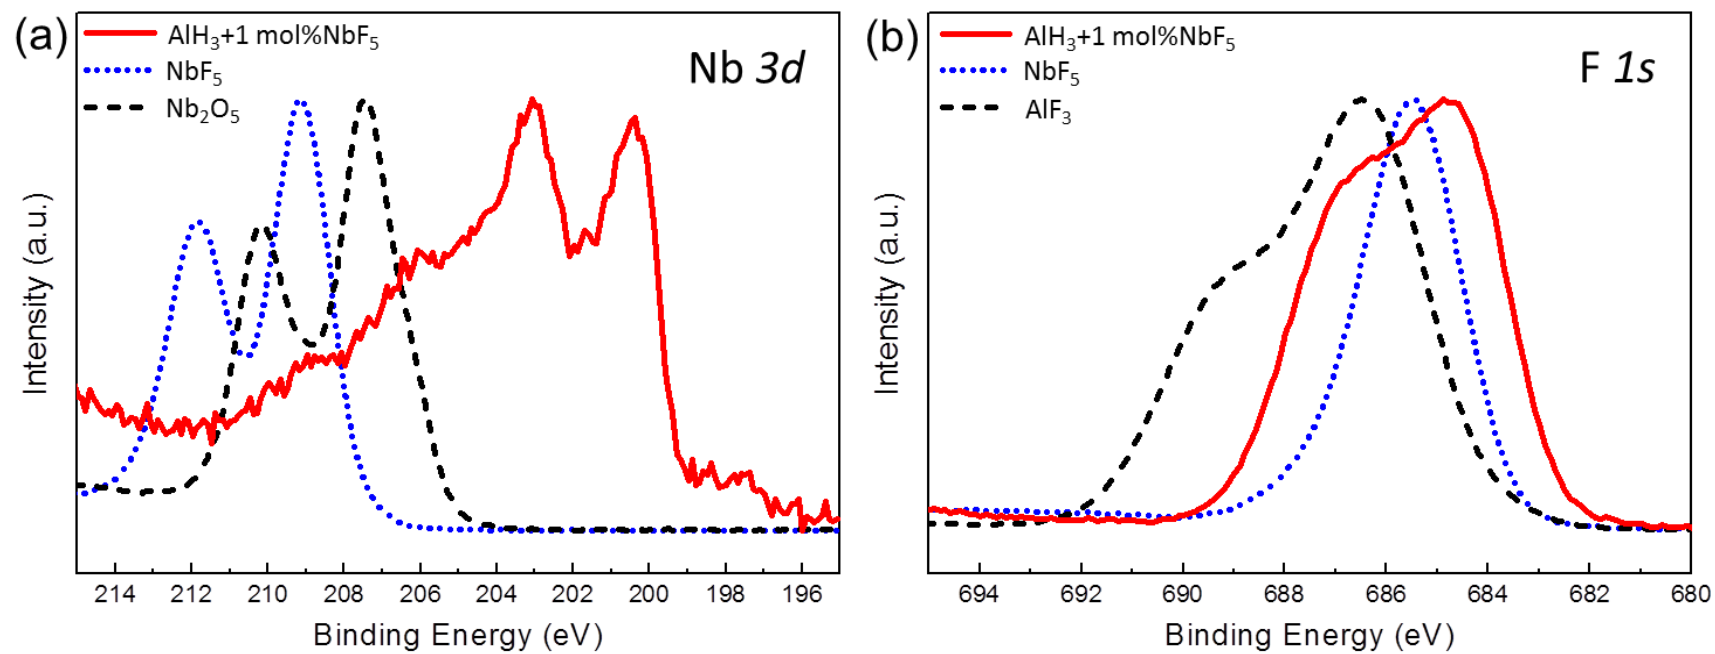 (a)
AlH₃+1 mol%NbF₅
NbF₅
Nb₂O₅
Nb 3d
Intensity (a.u.)
214 212 210 208 206 204 202 200 198 196
Binding Energy (eV)
(b)
AlH₃+1 mol%NbF₅
NbF₅
AlF₃
F 1s
Intensity (a.u.)
694 692 690 688 686 684 682 680
Binding Energy (eV)